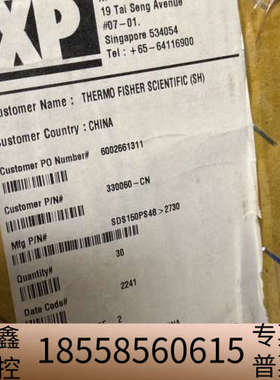 XP
19 Tai Seng Avenue
#07-01.
Singapore 534054
Tel : +65-64116900
Customer Name : THERMO FISHER SCIENTIFIC (SH)
Customer Country : CHINA
Customer PO Number# 6002661311
Customer P/N# 330060-CN
Mfg P/N# SDS150PS48>2730
Quantity# 30
Date Code# 2241
2
鑫 18558560615 专
控 普